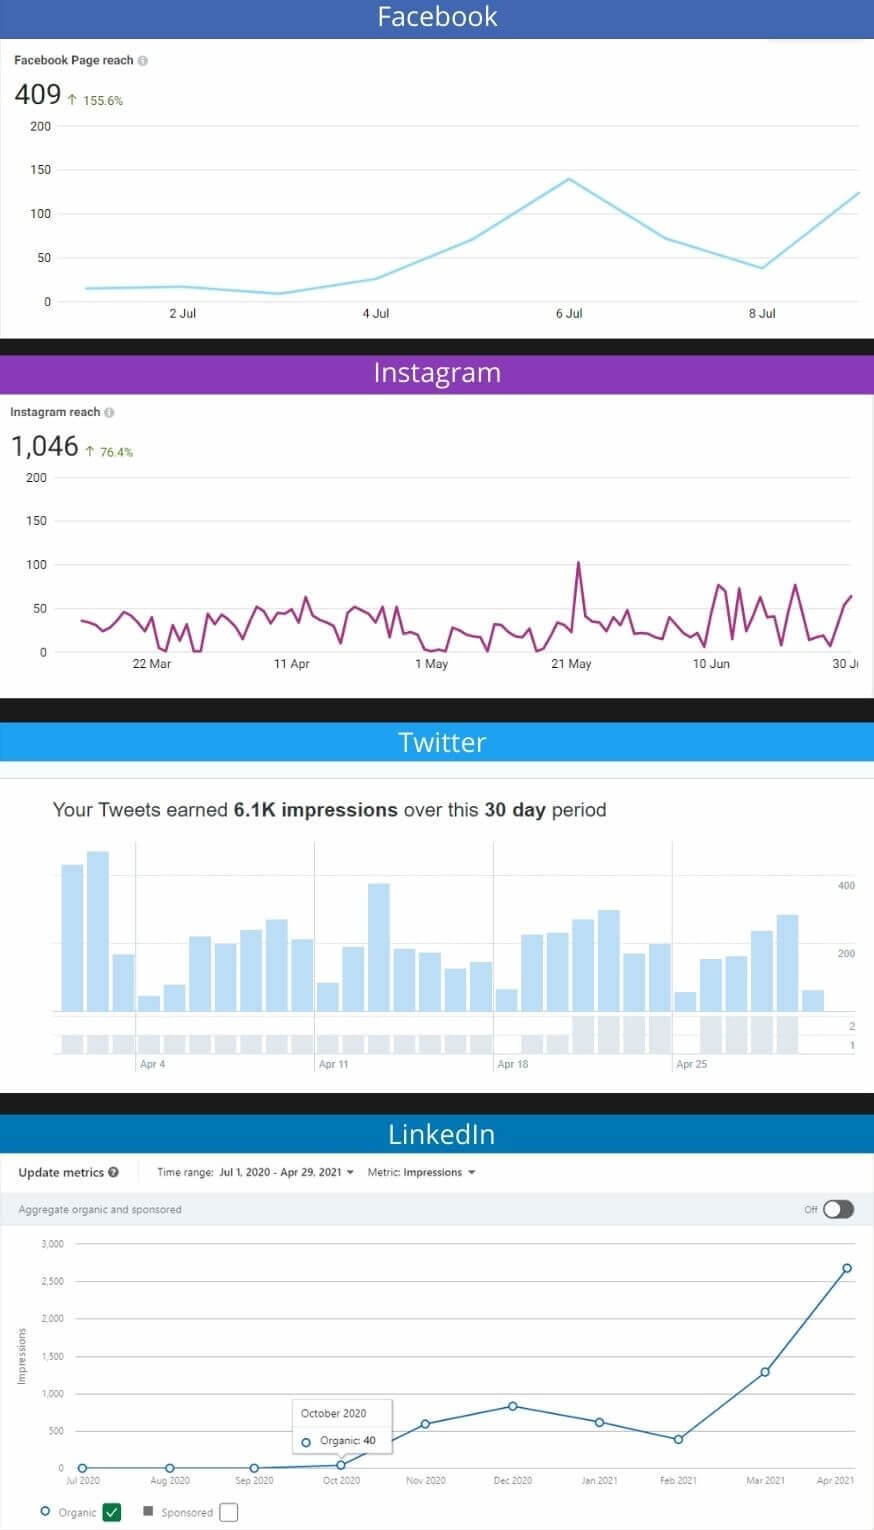 Facebook
Facebook Page reach
409 ↑ 155.6%
200
150
100
50
0
2 Jul 4 Jul 6 Jul 8 Jul
Instagram
Instagram reach
1,046 ↑ 76.4%
200
150
100
50
0
22 Mar 11 Apr 1 May 21 May 10 Jun 30 J
Twitter
Your Tweets earned 6.1K impressions over this 30 day period
400
200
2
1
Apr 4 Apr 11 Apr 18 Apr 25
LinkedIn
Update metrics ? Time range: Jul 1, 2020 - Apr 29, 2021 Metric: Impressions
Aggregate organic and sponsored Off
3,000
2,500
2,000
1,500
1,000
500
0
Impressions
October 2020
Organic: 40
Jul 2020 Aug 2020 Sep 2020 Oct 2020 Nov 2020 Dec 2020 Jan 2021 Feb 2021 Mar 2021 Apr 2021
Organic Sponsored